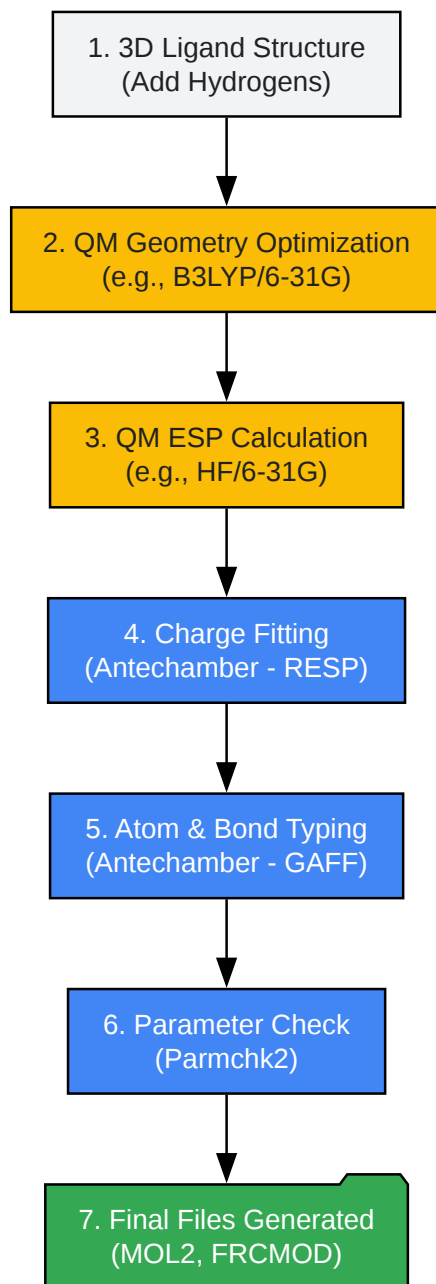 1. 3D Ligand Structure
(Add Hydrogens)
2. QM Geometry Optimization
(e.g., B3LYP/6-31G)
3. QM ESP Calculation
(e.g., HF/6-31G)
4. Charge Fitting
(Antechamber - RESP)
5. Atom & Bond Typing
(Antechamber - GAFF)
6. Parameter Check
(Parmchk2)
7. Final Files Generated
(MOL2, FRCMOD)